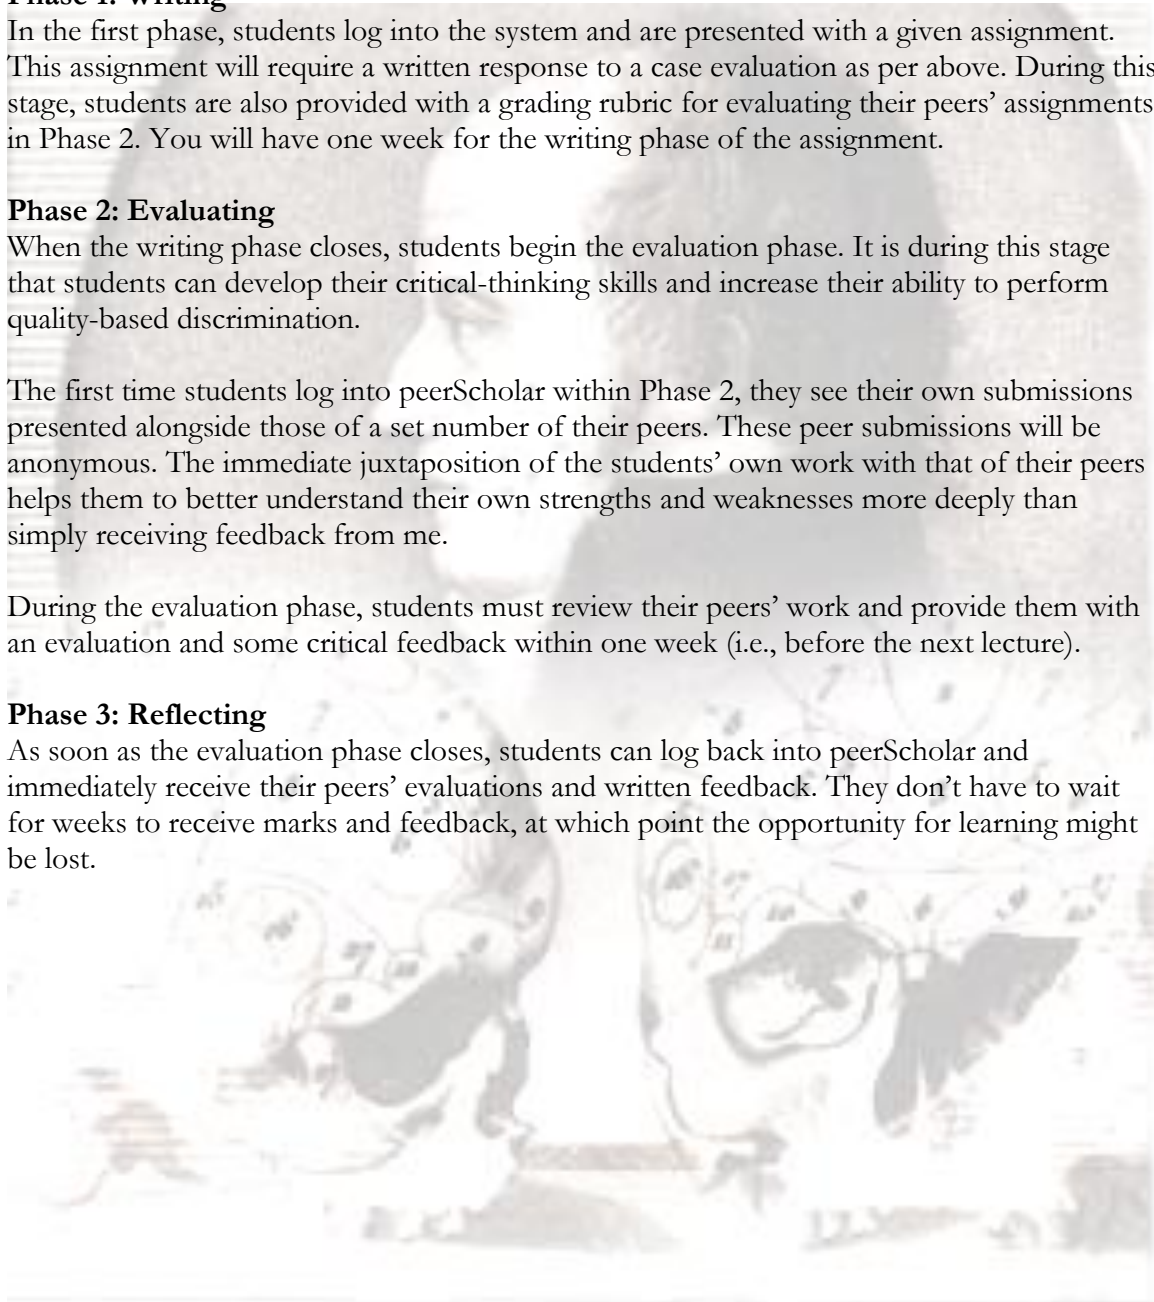 Phase 1: Writing
In the first phase, students log into the system and are presented with a given assignment.
This assignment will require a written response to a case evaluation as per above. During this
stage, students are also provided with a grading rubric for evaluating their peers’ assignments
in Phase 2. You will have one week for the writing phase of the assignment.
Phase 2: Evaluating
When the writing phase closes, students begin the evaluation phase. It is during this stage
that students can develop their critical-thinking skills and increase their ability to perform
quality-based discrimination.
The first time students log into peerScholar within Phase 2, they see their own submissions
presented alongside those of a set number of their peers. These peer submissions will be
anonymous. The immediate juxtaposition of the students’ own work with that of their peers
helps them to better understand their own strengths and weaknesses more deeply than
simply receiving feedback from me.
During the evaluation phase, students must review their peers’ work and provide them with
an evaluation and some critical feedback within one week (i.e., before the next lecture).
Phase 3: Reflecting
As soon as the evaluation phase closes, students can log back into peerScholar and
immediately receive their peers’ evaluations and written feedback. They don’t have to wait
for weeks to receive marks and feedback, at which point the opportunity for learning might
be lost.